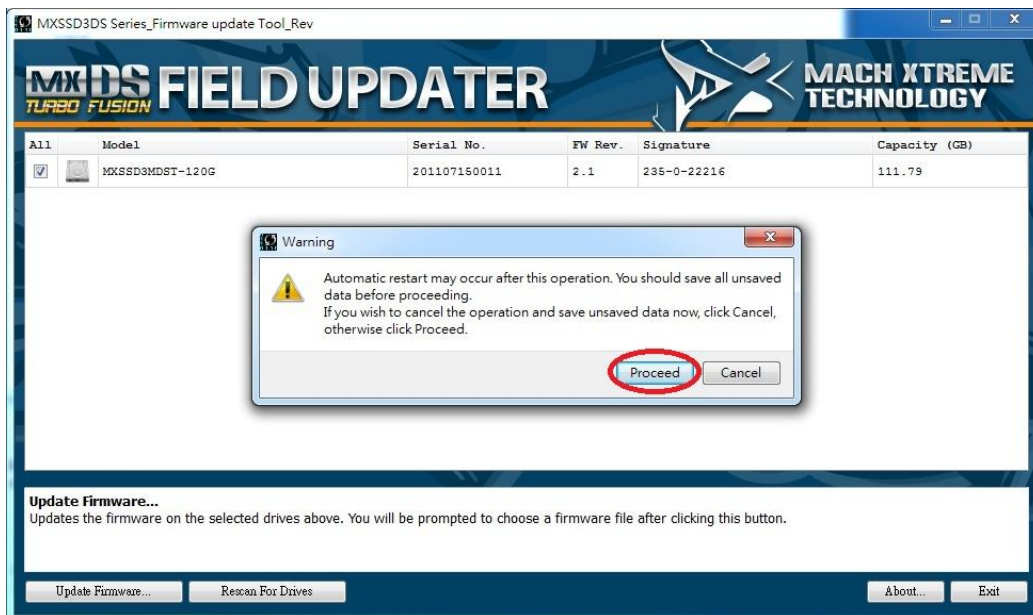 MXSSD3DS Series_Firmware update Tool_Rev
MX DS FIELD UPDATER
TURBO FUSION
MACH XTREME
TECHNOLOGY
All Model Serial No. FW Rev. Signature Capacity (GB)
MXSSD3MDST-120G 201107150011 2.1 235-0-22216 111.79
Warning
Automatic restart may occur after this operation. You should save all unsaved
data before proceeding.
If you wish to cancel the operation and save unsaved data now, click Cancel,
otherwise click Proceed.
Proceed Cancel
Update Firmware...
Updates the firmware on the selected drives above. You will be prompted to choose a firmware file after clicking this button.
Update Firmware... Rescan For Drives About... Exit